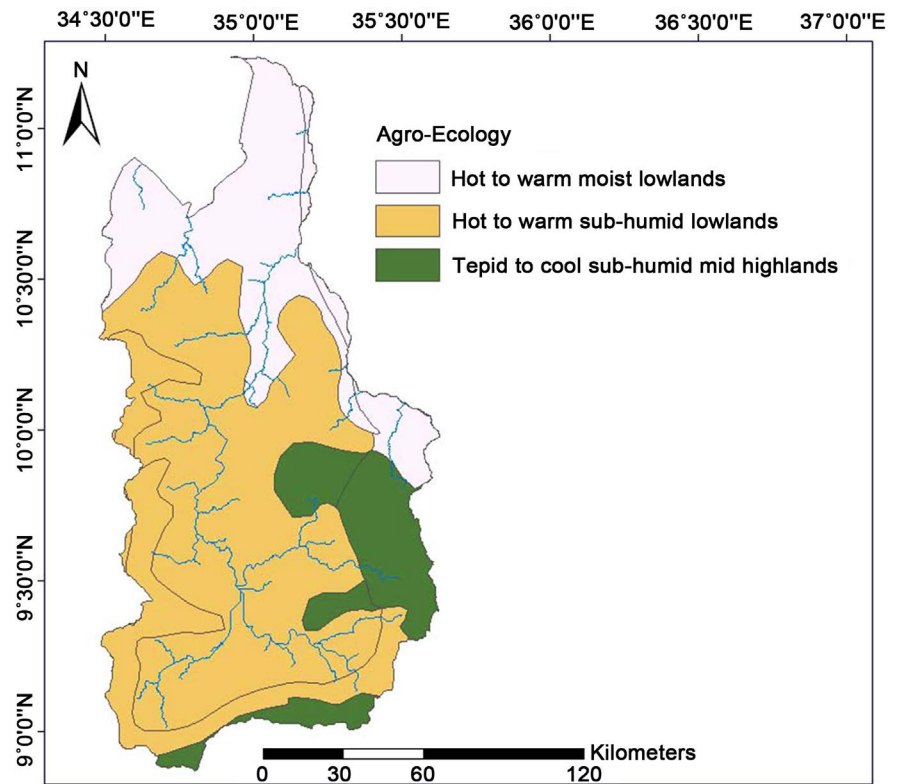 34°30'0"E 35°0'0"E 35°30'0"E 36°0'0"E 36°30'0"E 37°0'0"E
N
11°0'0"N
Agro-Ecology
Hot to warm moist lowlands
Hot to warm sub-humid lowlands
Tepid to cool sub-humid mid highlands
10°30'0"N
10°0'0"N
9°30'0"N
9°0'0"N
Kilometers
0 30 60 120